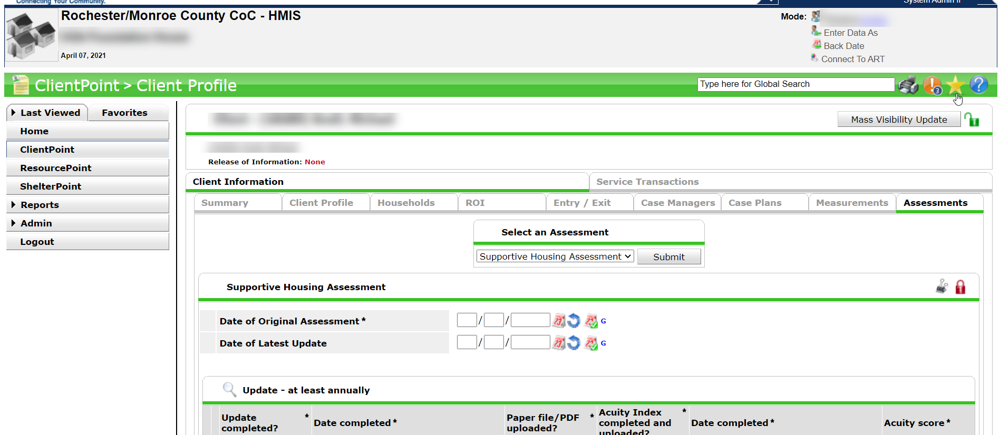 Connecting Your Community.
System Admin II
Rochester/Monroe County CoC - HMIS
April 07, 2021
Mode:
Enter Data As
Back Date
Connect To ART
ClientPoint > Client Profile
Type here for Global Search
3
?
Last Viewed
Favorites
Home
ClientPoint
ResourcePoint
ShelterPoint
Reports
Admin
Logout
Mass Visibility Update
Release of Information: None
Client Information
Service Transactions
Summary
Client Profile
Households
ROI
Entry / Exit
Case Managers
Case Plans
Measurements
Assessments
Select an Assessment
Supportive Housing Assessment
Submit
Supportive Housing Assessment
Date of Original Assessment *
/ / 23 23 G
Date of Latest Update
/ / 23 23 G
Update - at least annually
Update completed? *
Date completed *
Paper file/PDF uploaded? *
Acuity Index completed and uploaded? *
Date completed *
Acuity score *